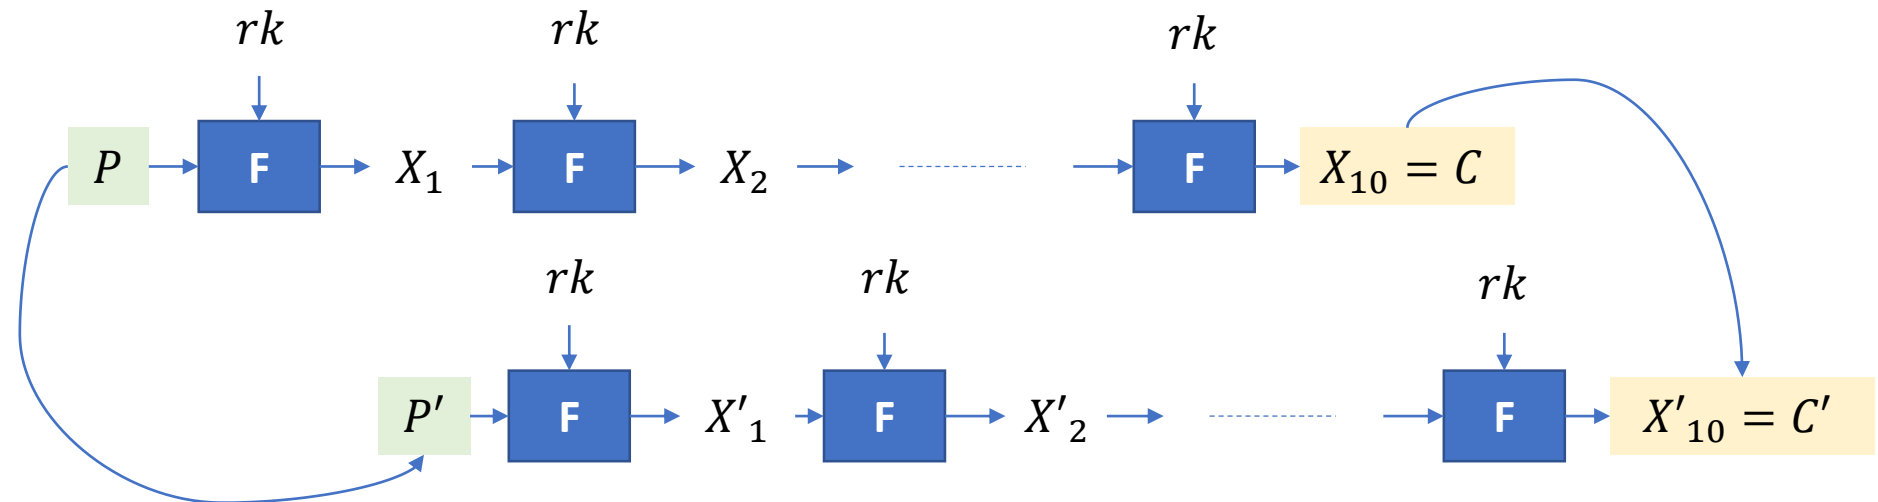 rk rk rk
P F X₁ F X₂ F X₁₀ = C
rk rk rk
P′ F X′₁ F X′₂ F X′₁₀ = C′